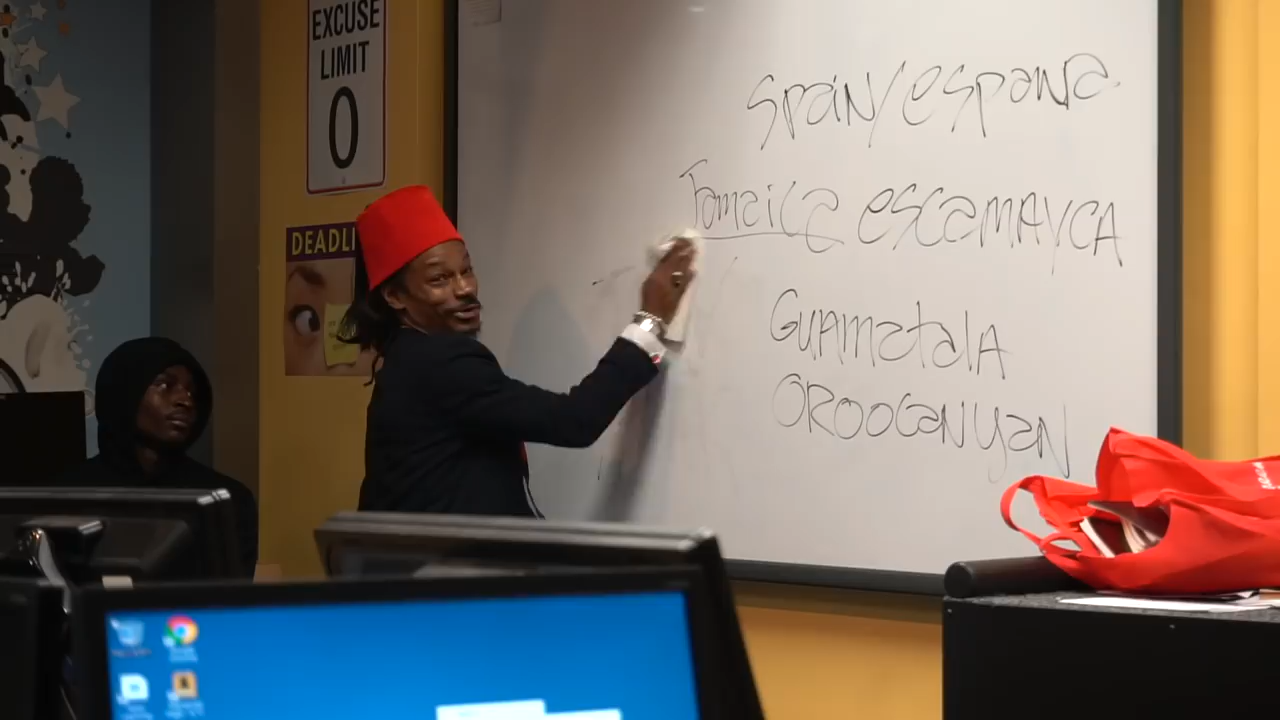 EXCUSE
LIMIT
0
DEADLI
Spain/espana
Jamaica escamayca
Guamatala
OROOCANyaN